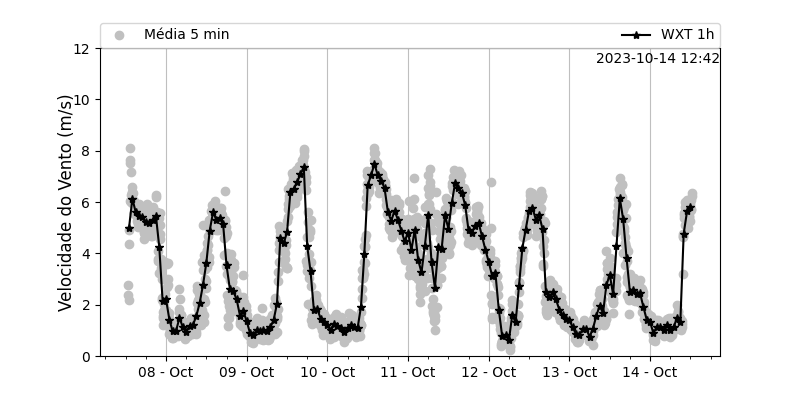 Média 5 min
WXT 1h
2023-10-14 12:42
Velocidade do Vento (m/s)
12
10
8
6
4
2
0
08 - Oct
09 - Oct
10 - Oct
11 - Oct
12 - Oct
13 - Oct
14 - Oct